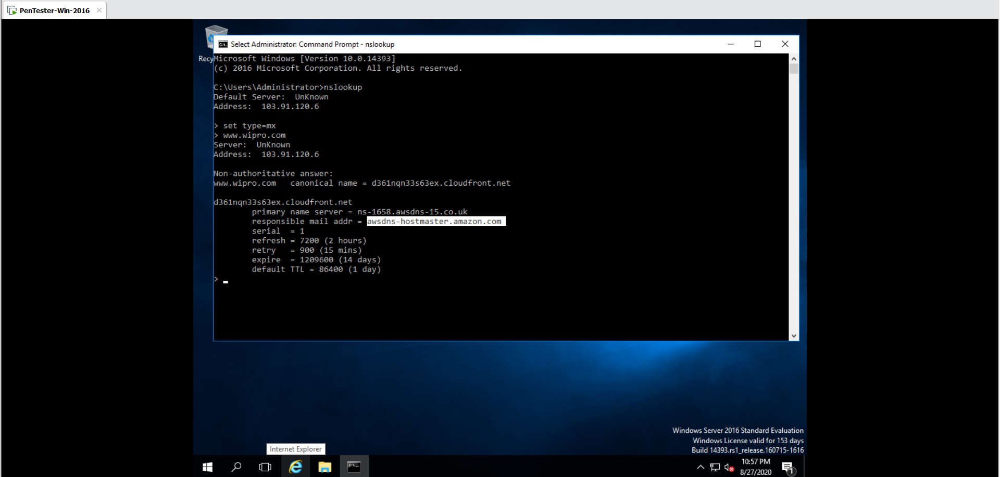 PenTester-Win-2016
Select Administrator: Command Prompt - nslookup
Recy
Microsoft Windows [Version 10.0.14393]
(c) 2016 Microsoft Corporation. All rights reserved.
C:\Users\Administrator>nslookup
Default Server:  UnKnown
Address:  103.91.120.6
> set type=mx
> www.wipro.com
Server:  UnKnown
Address:  103.91.120.6
Non-authoritative answer:
www.wipro.com   canonical name = d361nqn33s63ex.cloudfront.net
d361nqn33s63ex.cloudfront.net
primary name server = ns-1658.awsdns-15.co.uk
responsible mail addr = awsdns-hostmaster.amazon.com
serial  = 1
refresh = 7200 (2 hours)
retry   = 900 (15 mins)
expire  = 1209600 (14 days)
default TTL = 86400 (1 day)
>
Windows Server 2016 Standard Evaluation
Windows License valid for 153 days
Build 14393.rs1_release.160715-1616
Internet Explorer
10:57 PM
8/27/2020
1